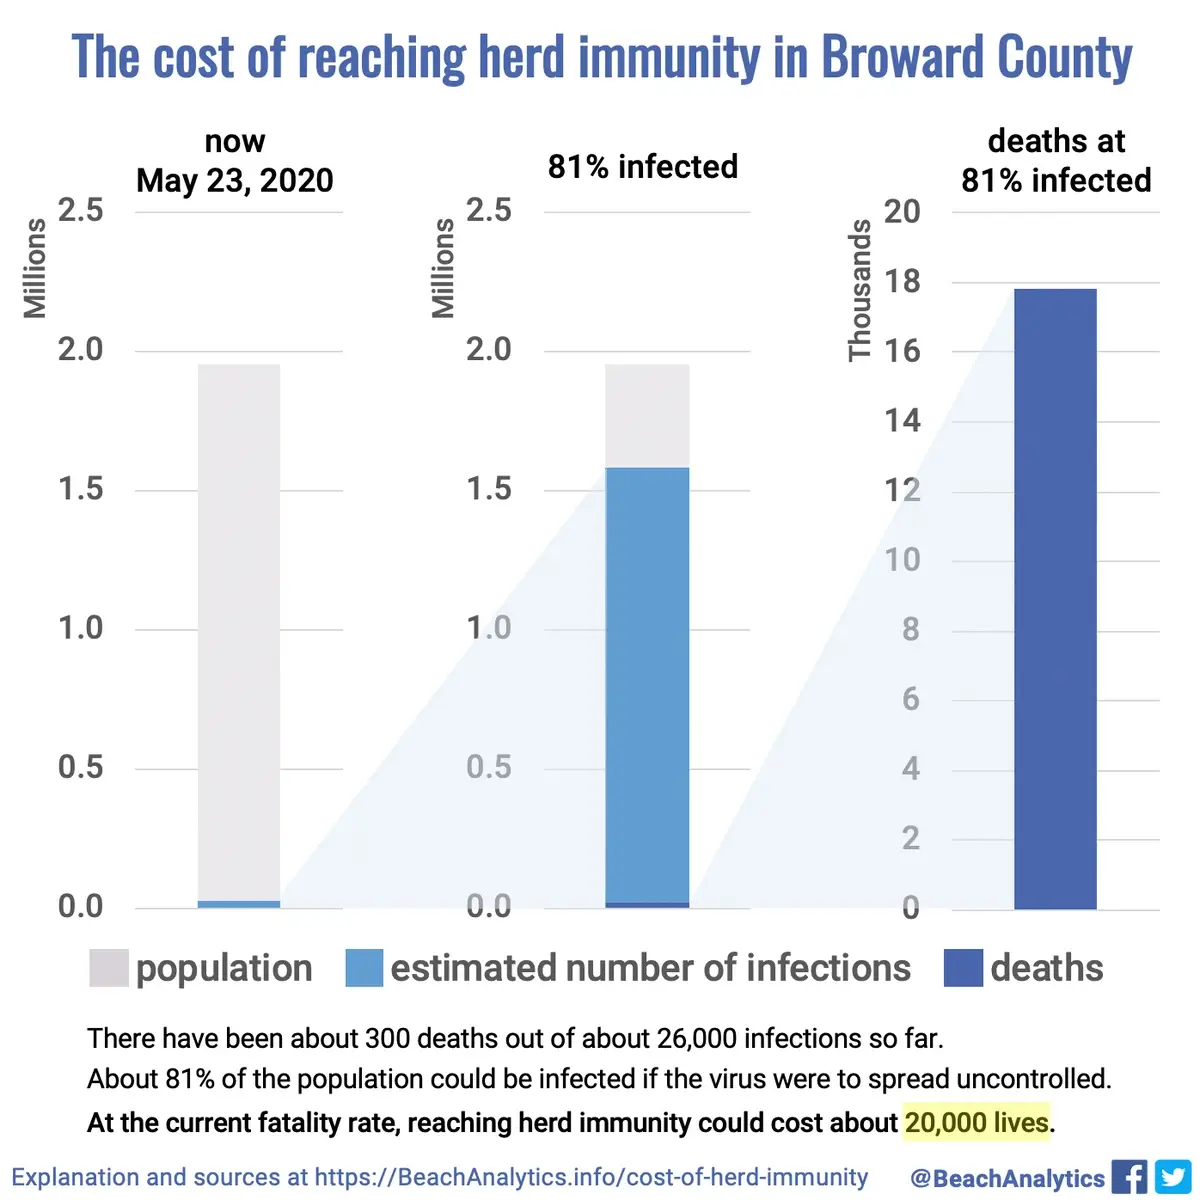 The cost of reaching herd immunity in Broward County
now
May 23, 2020
Millions
2.5
2.0
1.5
1.0
0.5
0.0
81% infected
Millions
2.5
2.0
1.5
1.0
0.5
0.0
deaths at
81% infected
Thousands
20
18
16
14
12
10
8
6
4
2
0
population
estimated number of infections
deaths
There have been about 300 deaths out of about 26,000 infections so far.
About 81% of the population could be infected if the virus were to spread uncontrolled.
At the current fatality rate, reaching herd immunity could cost about 20,000 lives.
Explanation and sources at https://BeachAnalytics.info/cost-of-herd-immunity
@BeachAnalytics